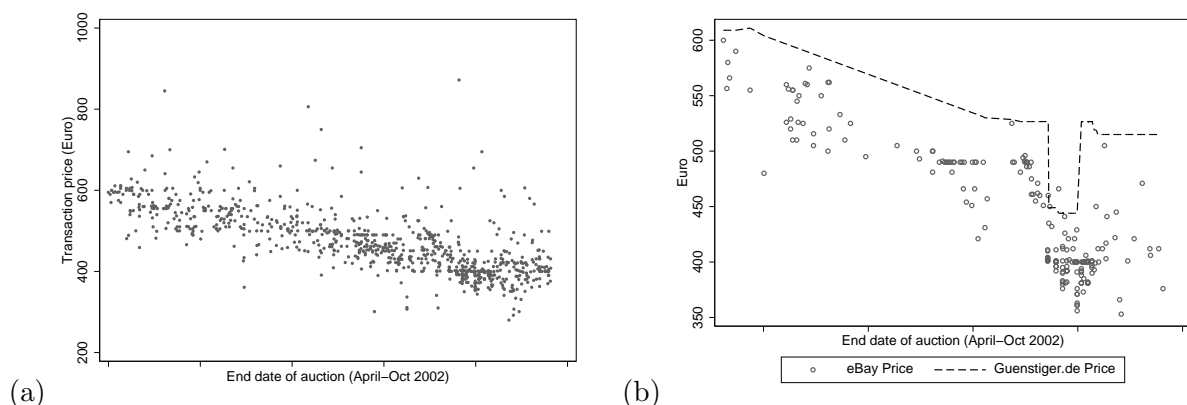 1000
800
600
400
200
Transaction price (Euro)
End date of auction (April–Oct 2002)
(a)
600
550
500
450
400
350
Euro
End date of auction (April–Oct 2002)
eBay Price
Guenstiger.de Price
(b)